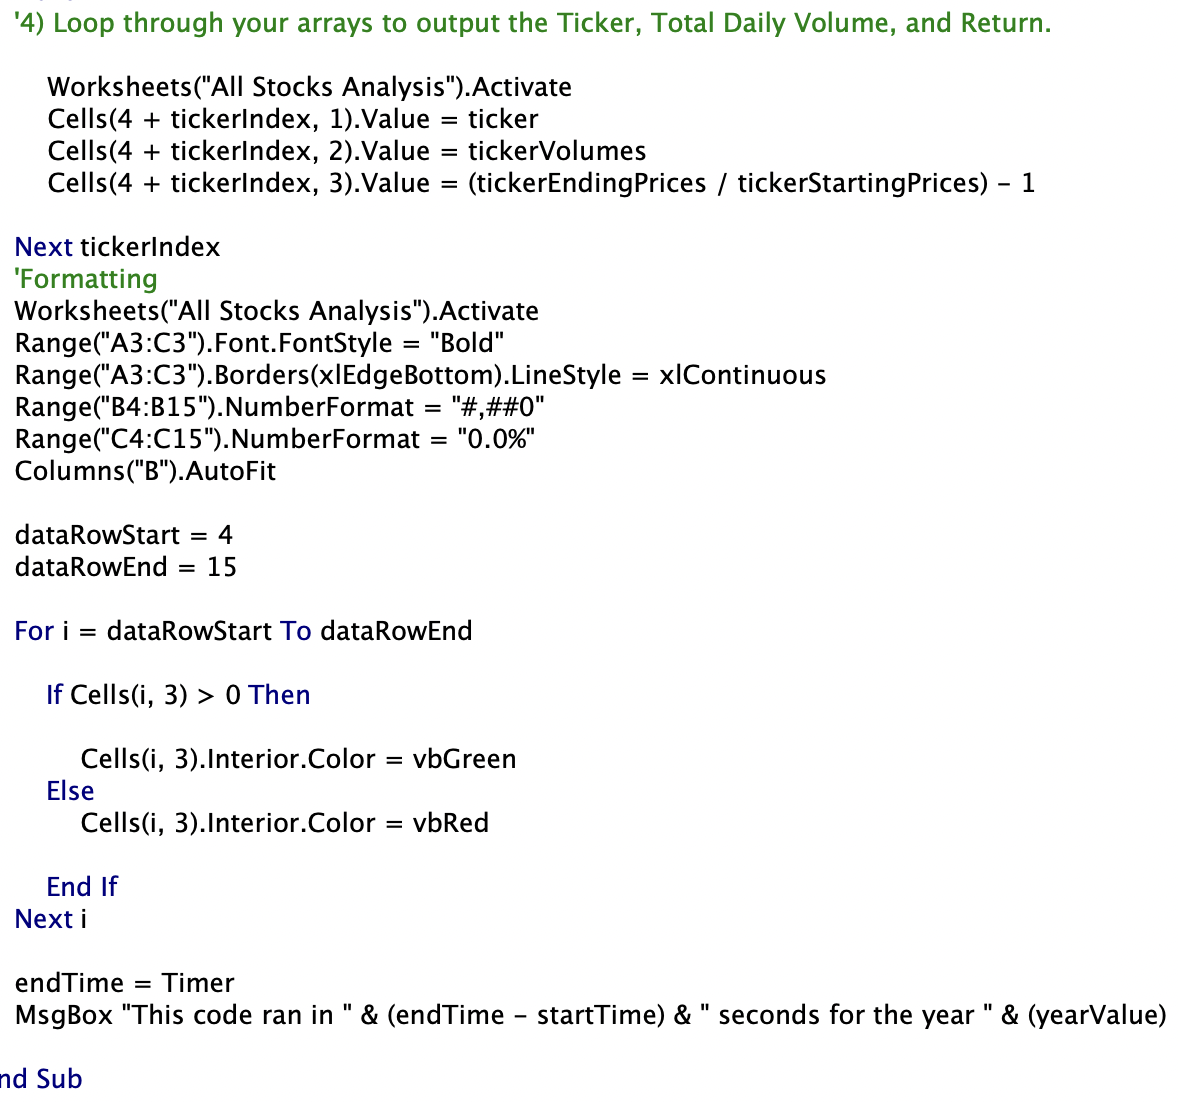 '4) Loop through your arrays to output the Ticker, Total Daily Volume, and Return.
Worksheets("All Stocks Analysis").Activate
Cells(4 + tickerIndex, 1).Value = ticker
Cells(4 + tickerIndex, 2).Value = tickerVolumes
Cells(4 + tickerIndex, 3).Value = (tickerEndingPrices / tickerStartingPrices) - 1
Next tickerIndex
'Formatting
Worksheets("All Stocks Analysis").Activate
Range("A3:C3").Font.FontStyle = "Bold"
Range("A3:C3").Borders(xlEdgeBottom).LineStyle = xlContinuous
Range("B4:B15").NumberFormat = "#,##0"
Range("C4:C15").NumberFormat = "0.0%"
Columns("B").AutoFit
dataRowStart = 4
dataRowEnd = 15
For i = dataRowStart To dataRowEnd
If Cells(i, 3) > 0 Then
Cells(i, 3).Interior.Color = vbGreen
Else
Cells(i, 3).Interior.Color = vbRed
End If
Next i
endTime = Timer
MsgBox "This code ran in " & (endTime - startTime) & " seconds for the year " & (yearValue)
nd Sub